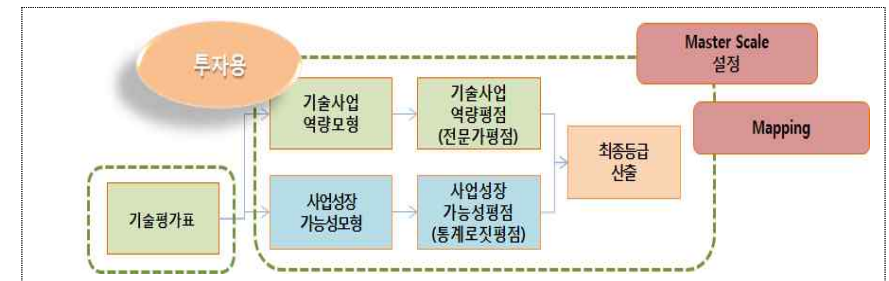 투자용
Master Scale
설정
Mapping
기술사업
역량모형
기술사업
역량평점
(전문가평점)
최종등급
산출
기술평가표
사업성장
가능성모형
사업성장
가능성평점
(통계로짓평점)